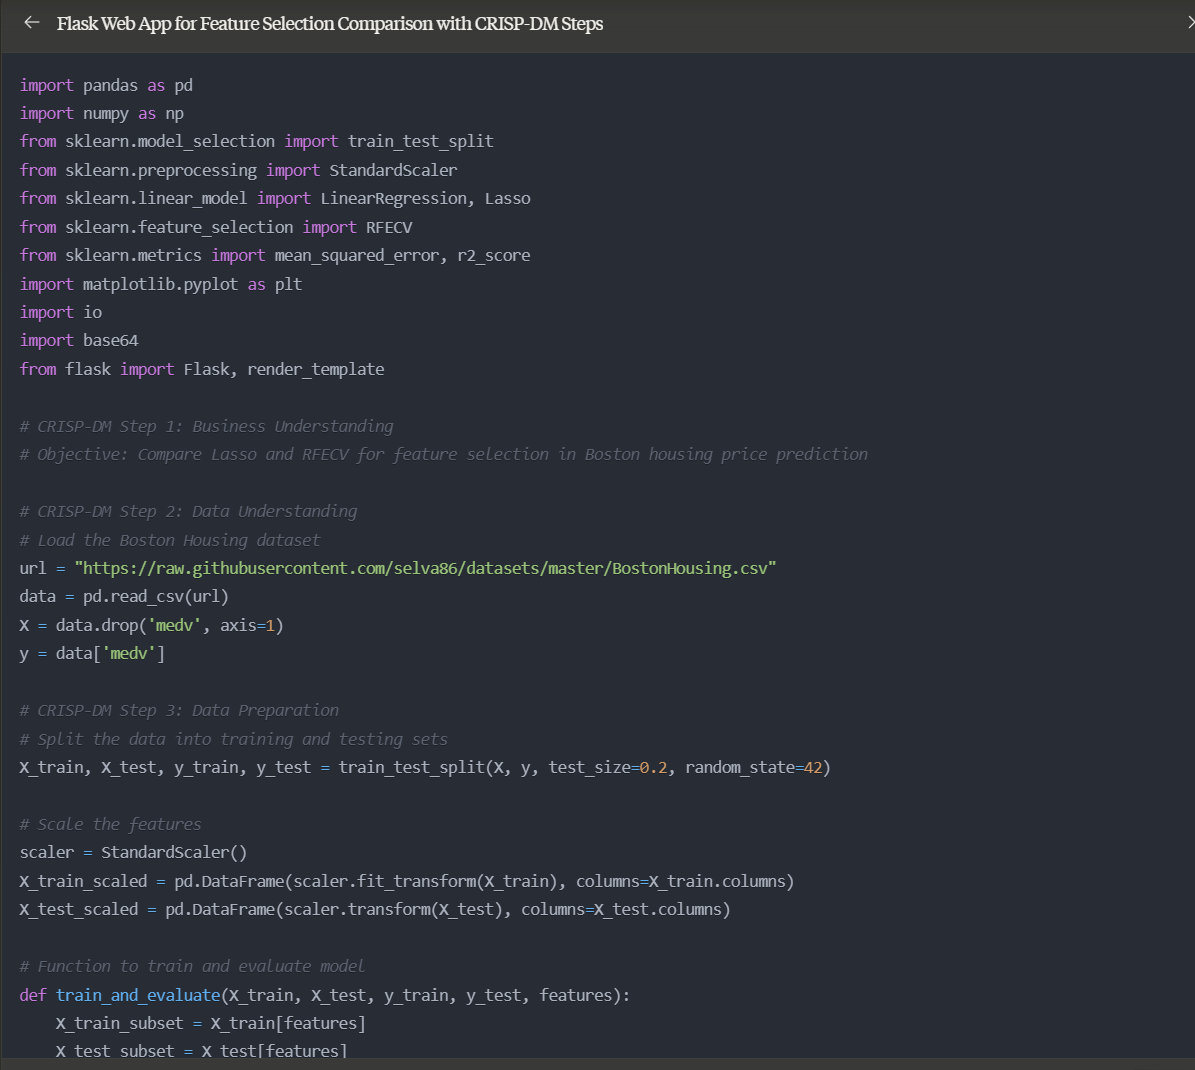 Flask Web App for Feature Selection Comparison with CRISP-DM Steps
import pandas as pd
import numpy as np
from sklearn.model_selection import train_test_split
from sklearn.preprocessing import StandardScaler
from sklearn.linear_model import LinearRegression, Lasso
from sklearn.feature_selection import RFECV
from sklearn.metrics import mean_squared_error, r2_score
import matplotlib.pyplot as plt
import io
import base64
from flask import Flask, render_template

# CRISP-DM Step 1: Business Understanding
# Objective: Compare Lasso and RFECV for feature selection in Boston housing price prediction

# CRISP-DM Step 2: Data Understanding
# Load the Boston Housing dataset
url = "https://raw.githubusercontent.com/selva86/datasets/master/BostonHousing.csv"
data = pd.read_csv(url)
X = data.drop('medv', axis=1)
y = data['medv']

# CRISP-DM Step 3: Data Preparation
# Split the data into training and testing sets
X_train, X_test, y_train, y_test = train_test_split(X, y, test_size=0.2, random_state=42)

# Scale the features
scaler = StandardScaler()
X_train_scaled = pd.DataFrame(scaler.fit_transform(X_train), columns=X_train.columns)
X_test_scaled = pd.DataFrame(scaler.transform(X_test), columns=X_test.columns)

# Function to train and evaluate model
def train_and_evaluate(X_train, X_test, y_train, y_test, features):
    X_train_subset = X_train[features]
    X_test_subset = X_test[features]